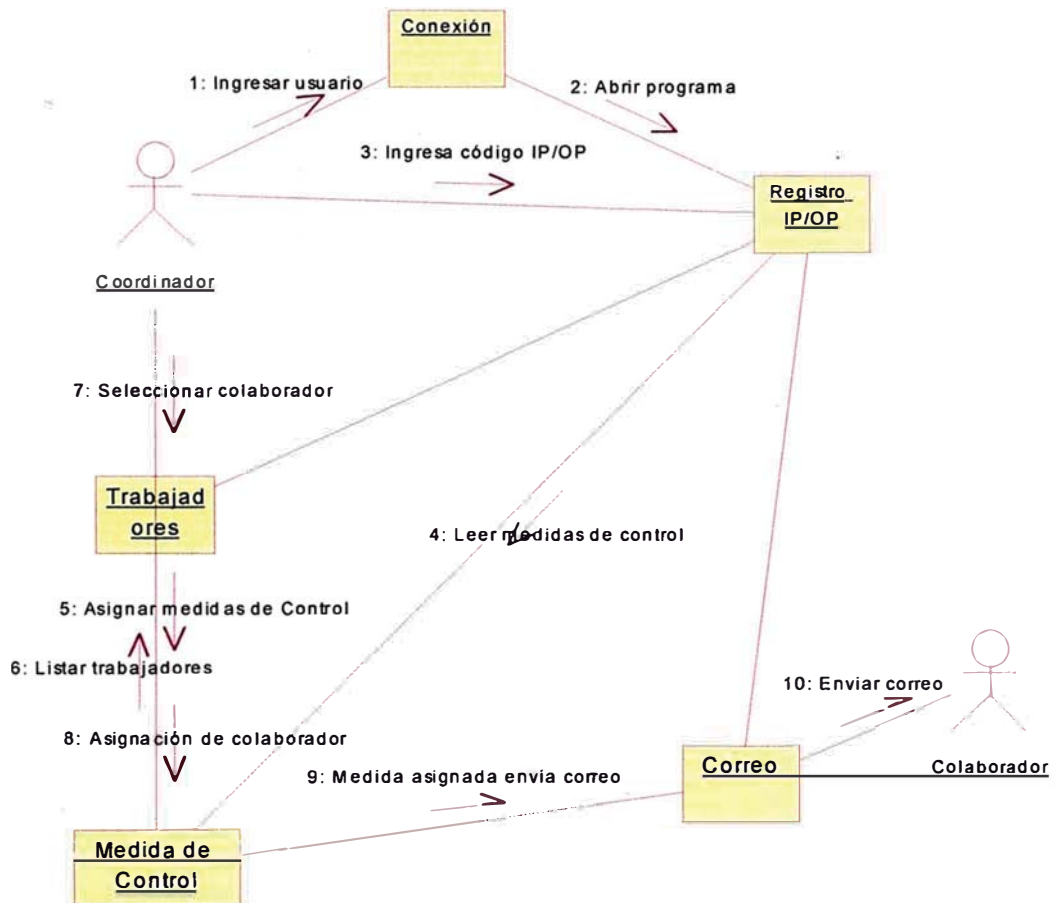 Conexión
1: Ingresar usuario
2: Abrir programa
3: Ingresa código IP/OP
Registro
IP/OP
Coordinador
7: Seleccionar colaborador
Trabajad
ores
4: Leer medidas de control
5: Asignar medidas de Control
6: Listar trabajadores
10: Enviar correo
8: Asignación de colaborador
Correo
Colaborador
9: Medida asignada envía correo
Medida de
Control